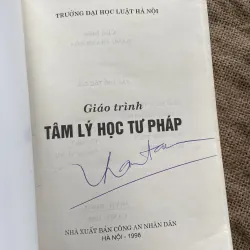 TRƯỜNG ĐẠI HỌC LUẬT HÀ NỘI
Giáo trình
TÂM LÝ HỌC TƯ PHÁP
NHÀ XUẤT BẢN CÔNG AN NHÂN DÂN
HÀ NỘI - 1998